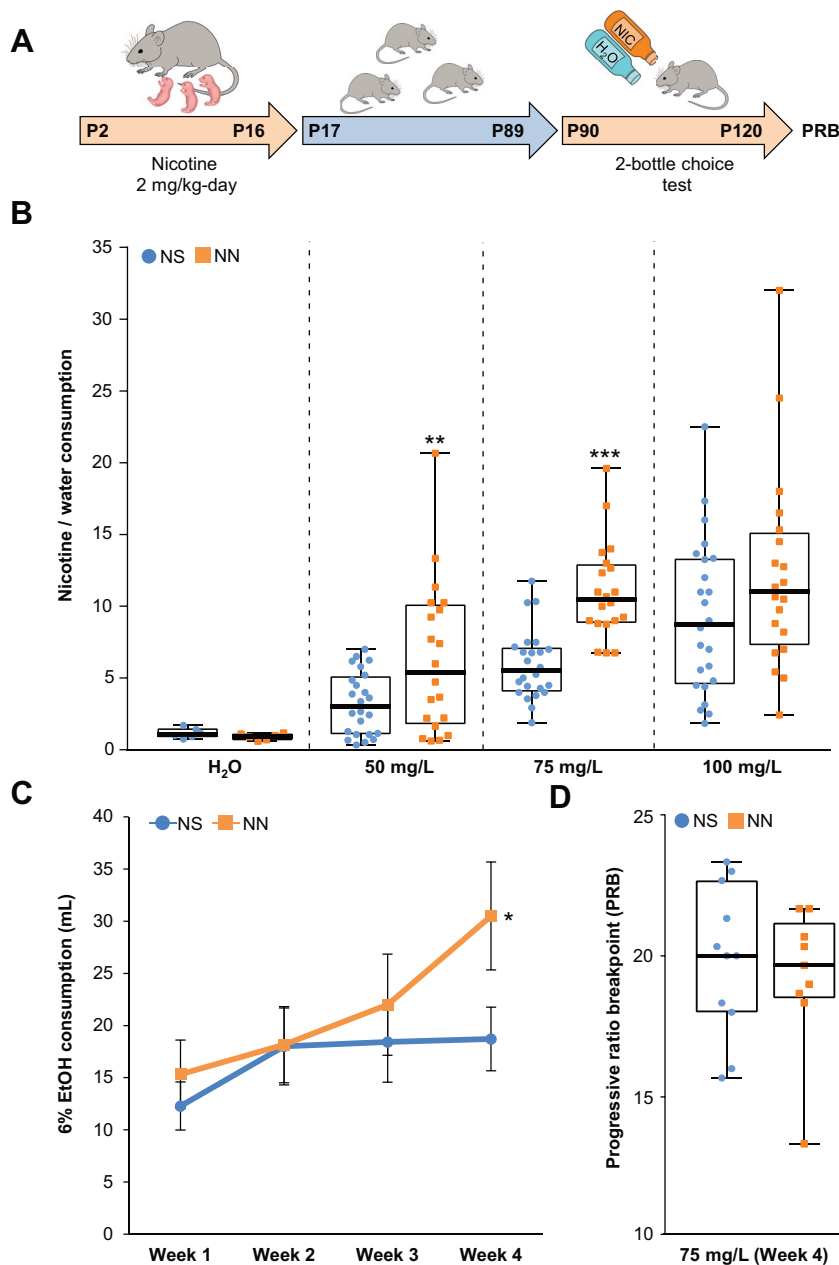 A
NIC
H₂O
P2 P16 P17 P89 P90 P120 PRB
Nicotine
2 mg/kg-day
2-bottle choice
test
B
Nicotine / water consumption
35
30
25
20
15
10
5
0
NS NN
**
***
H₂O 50 mg/L 75 mg/L 100 mg/L
C
6% EtOH consumption (mL)
40
35
30
25
20
15
10
5
0
NS NN
*
Week 1 Week 2 Week 3 Week 4
D
Progressive ratio breakpoint (PRB)
25
20
15
10
NS NN
75 mg/L (Week 4)